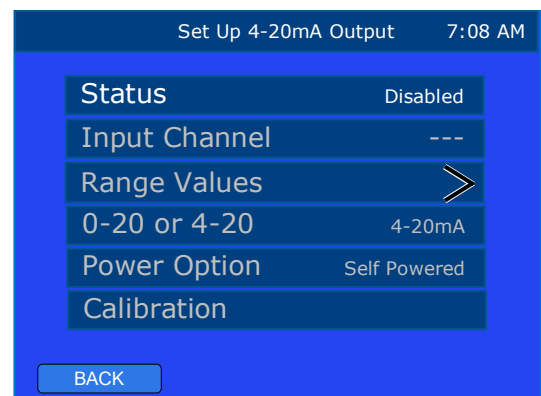 Set Up 4-20mA Output 7:08 AM
Status Disabled
Input Channel ---
Range Values
0-20 or 4-20 4-20mA
Power Option Self Powered
Calibration
BACK